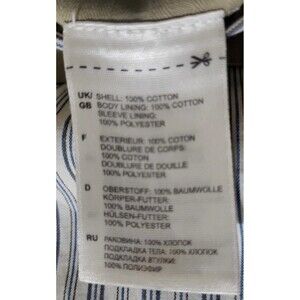 UK/ SHELL: 100% COTTON
GB BODY LINING: 100% COTTON
SLEEVE LINING:
100% POLYESTER
F EXTERIEUR: 100% COTON
DOUBLURE DE CORPS:
100% COTON
DOUBLURE DE DOUILLE
100% POLYESTER
D OBERSTOFF: 100% BAUMWOLLE
KÖRPER-FUTTER:
100% BAUMWOLLE
HÜLSEN-FUTTER:
100% POLYESTER
RU РАКОВИНА: 100% ХЛОПОК
ПОДКЛАДКА ТЕЛА: 100% ХЛОПОК
ПОДКЛАДКА ВТУЛКИ:
100% ПОЛИЭФИР